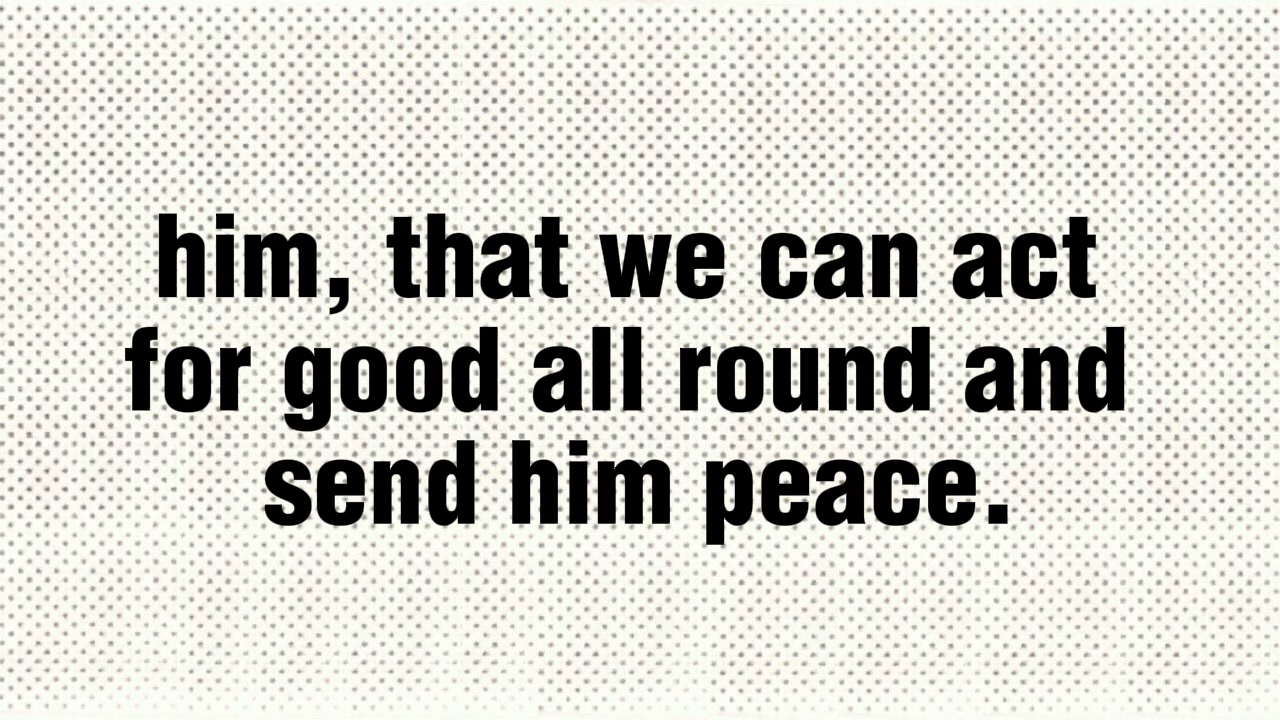 him, that we can act
for good all round and
send him peace.